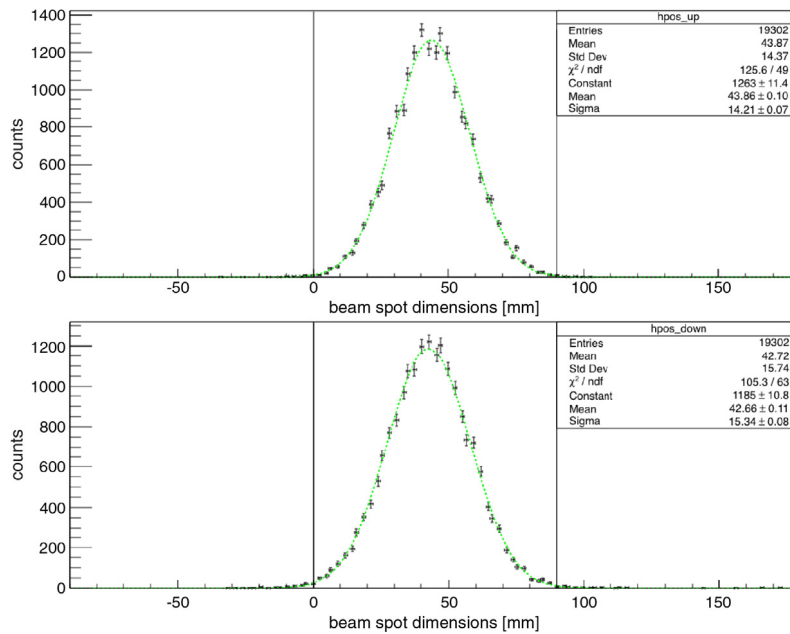 hpos_up
Entries 19302
Mean 43.87
Std Dev 14.37
χ² / ndf 125.6 / 49
Constant 1263 ± 11.4
Mean 43.86 ± 0.10
Sigma 14.21 ± 0.07
1400
1200
1000
800
600
400
200
0
counts
-50 0 50 100 150
beam spot dimensions [mm]
hpos_down
Entries 19302
Mean 42.72
Std Dev 15.74
χ² / ndf 105.3 / 63
Constant 1185 ± 10.8
Mean 42.66 ± 0.11
Sigma 15.34 ± 0.08
1200
1000
800
600
400
200
0
counts
-50 0 50 100 150
beam spot dimensions [mm]